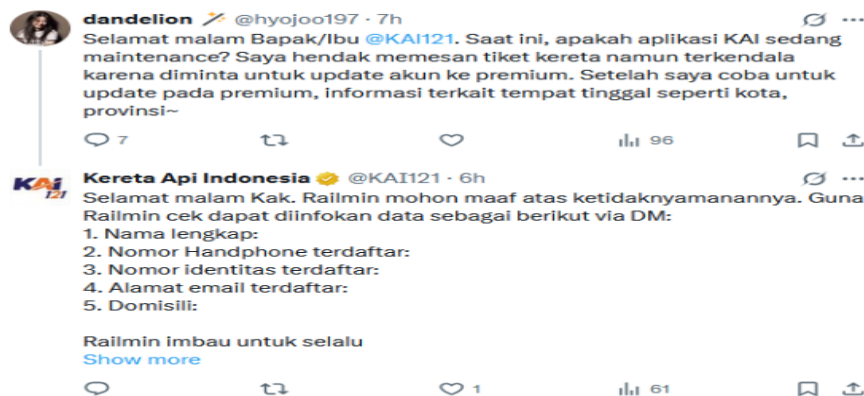 dandelion @hyojoo197 · 7h
Selamat malam Bapak/Ibu @KAI121. Saat ini, apakah aplikasi KAI sedang
maintenance? Saya hendak memesan tiket kereta namun terkendala
karena diminta untuk update akun ke premium. Setelah saya coba untuk
update pada premium, informasi terkait tempat tinggal seperti kota,
provinsi~
7 96
KAI 121
Kereta Api Indonesia @KAI121 · 6h
Selamat malam Kak. Railmin mohon maaf atas ketidaknyamanannya. Guna
Railmin cek dapat diinfokan data sebagai berikut via DM:
1. Nama lengkap:
2. Nomor Handphone terdaftar:
3. Nomor identitas terdaftar:
4. Alamat email terdaftar:
5. Domisili:
Railmin imbau untuk selalu
Show more
1 61